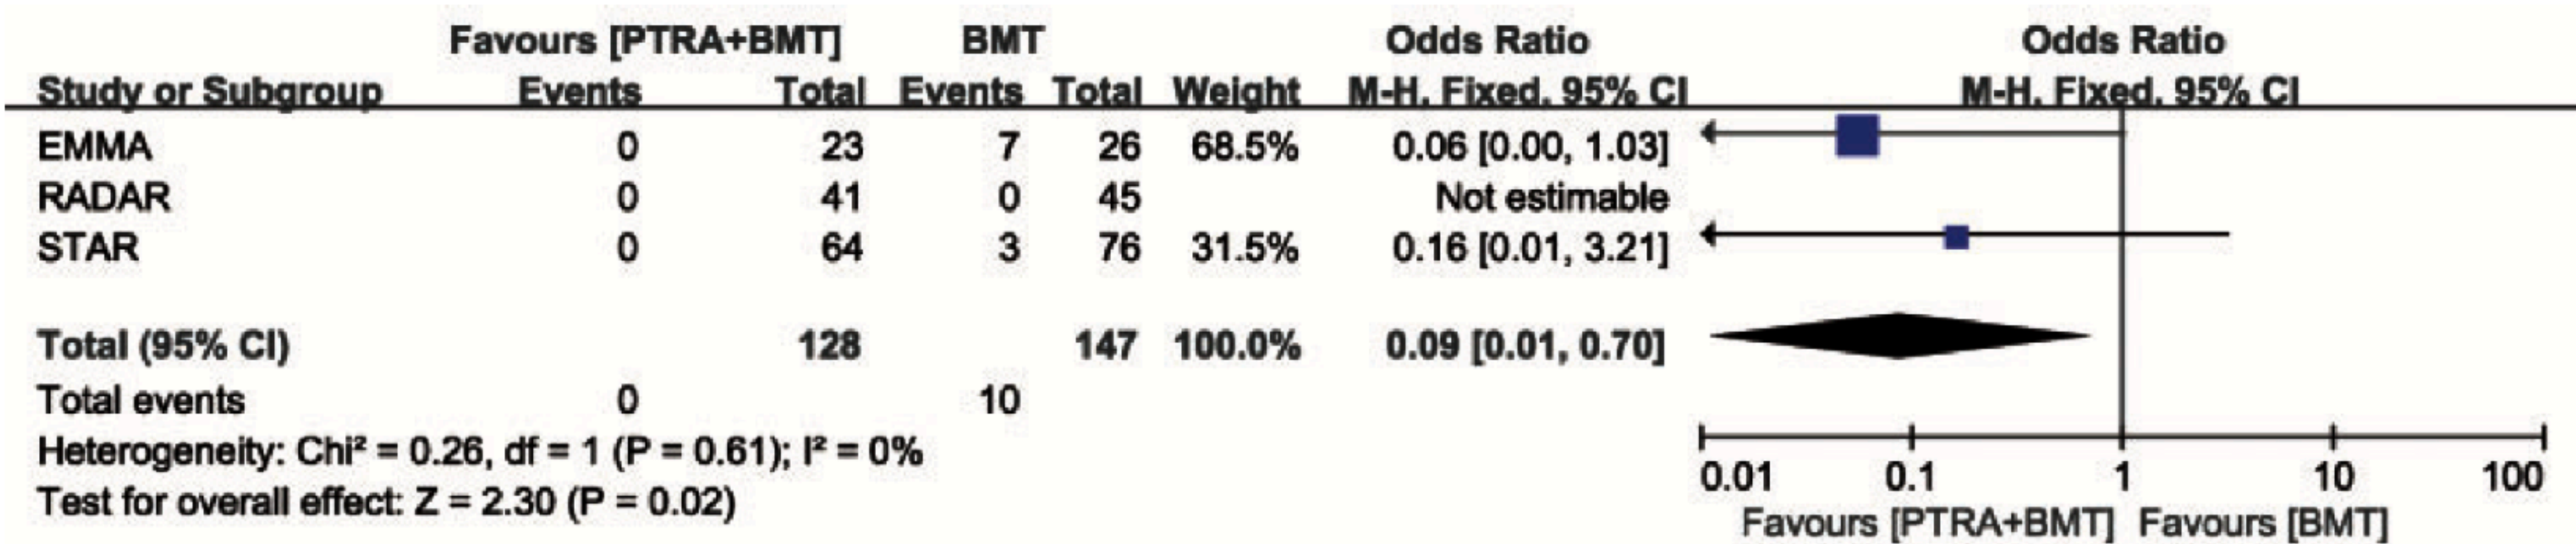 Favours [PTRA+BMT] BMT Odds Ratio Odds Ratio
Study or Subgroup Events Total Events Total Weight M-H. Fixed. 95% CI M-H. Fixed. 95% CI
EMMA 0 23 7 26 68.5% 0.06 [0.00, 1.03]
RADAR 0 41 0 45 Not estimable
STAR 0 64 3 76 31.5% 0.16 [0.01, 3.21]
Total (95% CI) 128 147 100.0% 0.09 [0.01, 0.70]
Total events 0 10
Heterogeneity: Chi² = 0.26, df = 1 (P = 0.61); I² = 0%
Test for overall effect: Z = 2.30 (P = 0.02)
0.01 0.1 1 10 100
Favours [PTRA+BMT] Favours [BMT]